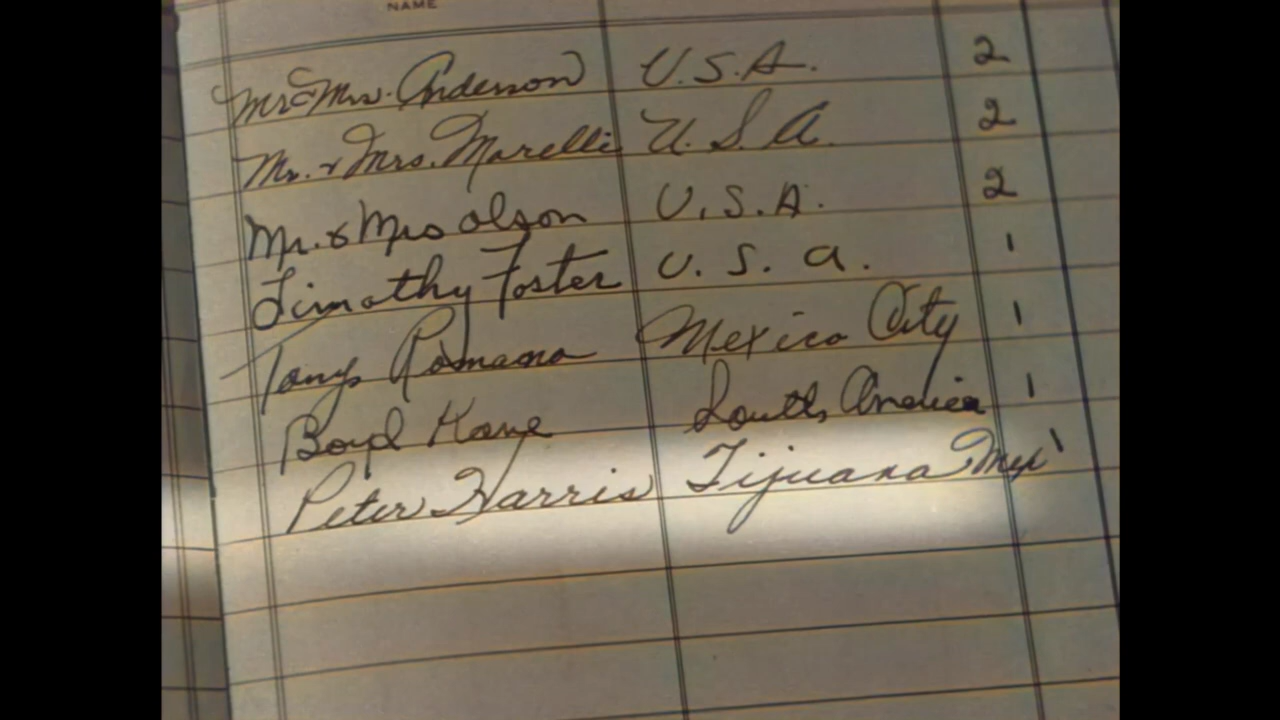 NAME
Mr & Mrs. Anderson U.S.A. 2
Mr. & Mrs. Marelli U.S.A. 2
Mr. & Mrs Olson U.S.A. 2
Timothy Foster U.S.A. 1
Tony Romano Mexico City 1
Boyd Kane South America 1
Peter Harris Tijuana Mex 1